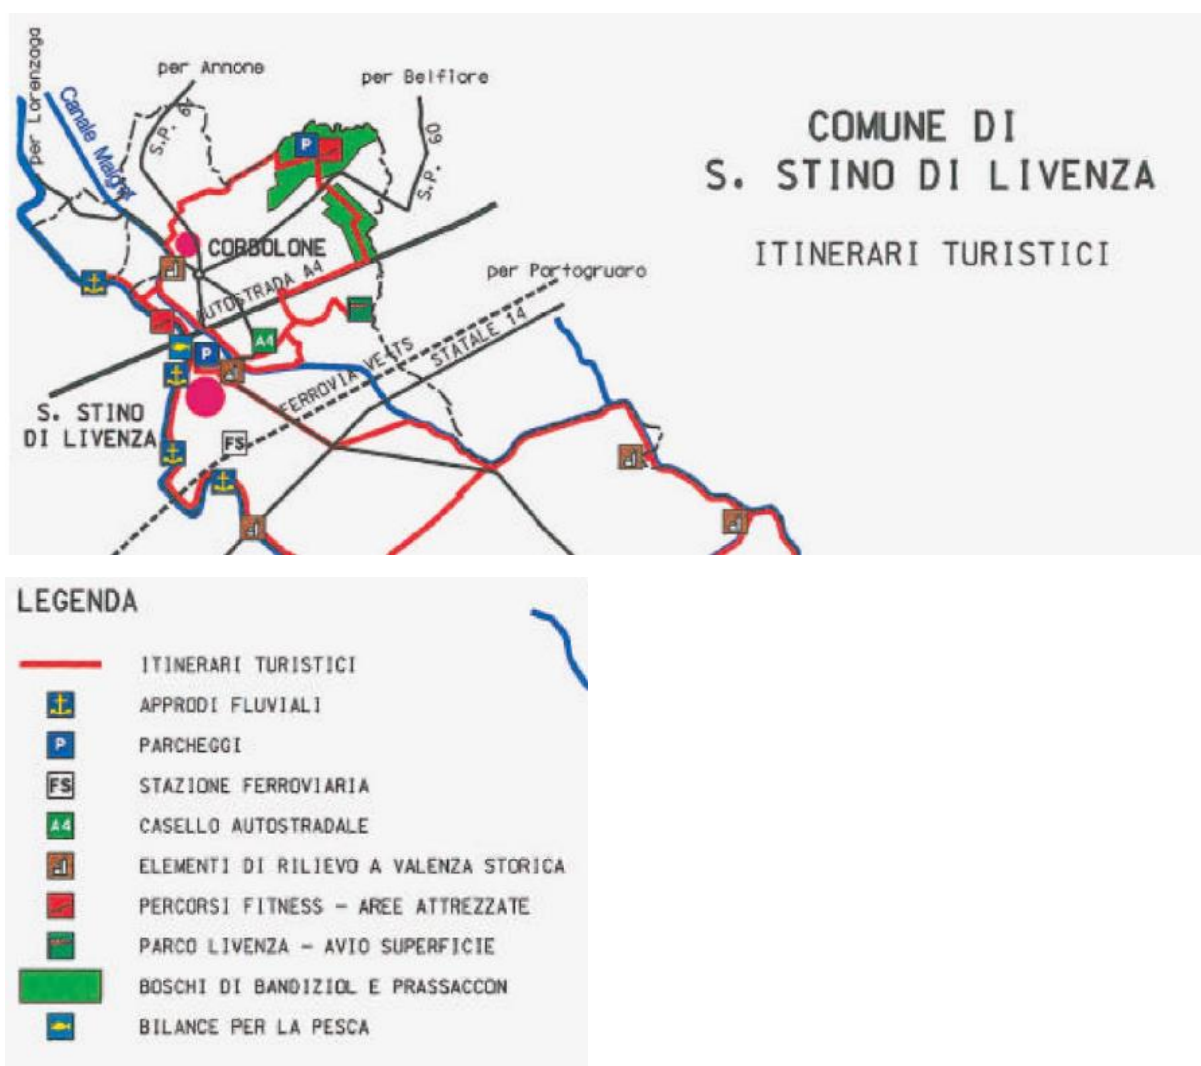 per Lorenzaga
Canale Malgher
per Annone
S.P. 61
per Belfiore
S.P. 60
COMUNE DI
S. STINO DI LIVENZA
ITINERARI TURISTICI
P
CORBOLONE
AUTOSTRADA A4
per Portogruaro
A4
P
FERROVIA VE-TS
STATALE 14
S. STINO
DI LIVENZA
FS
LEGENDA
ITINERARI TURISTICI
APPRODI FLUVIALI
P PARCHEGGI
FS STAZIONE FERROVIARIA
A4 CASELLO AUTOSTRADALE
ELEMENTI DI RILIEVO A VALENZA STORICA
PERCORSI FITNESS - AREE ATTREZZATE
PARCO LIVENZA - AVIO SUPERFICIE
BOSCHI DI BANDIZIOL E PRASSACCON
BILANCE PER LA PESCA